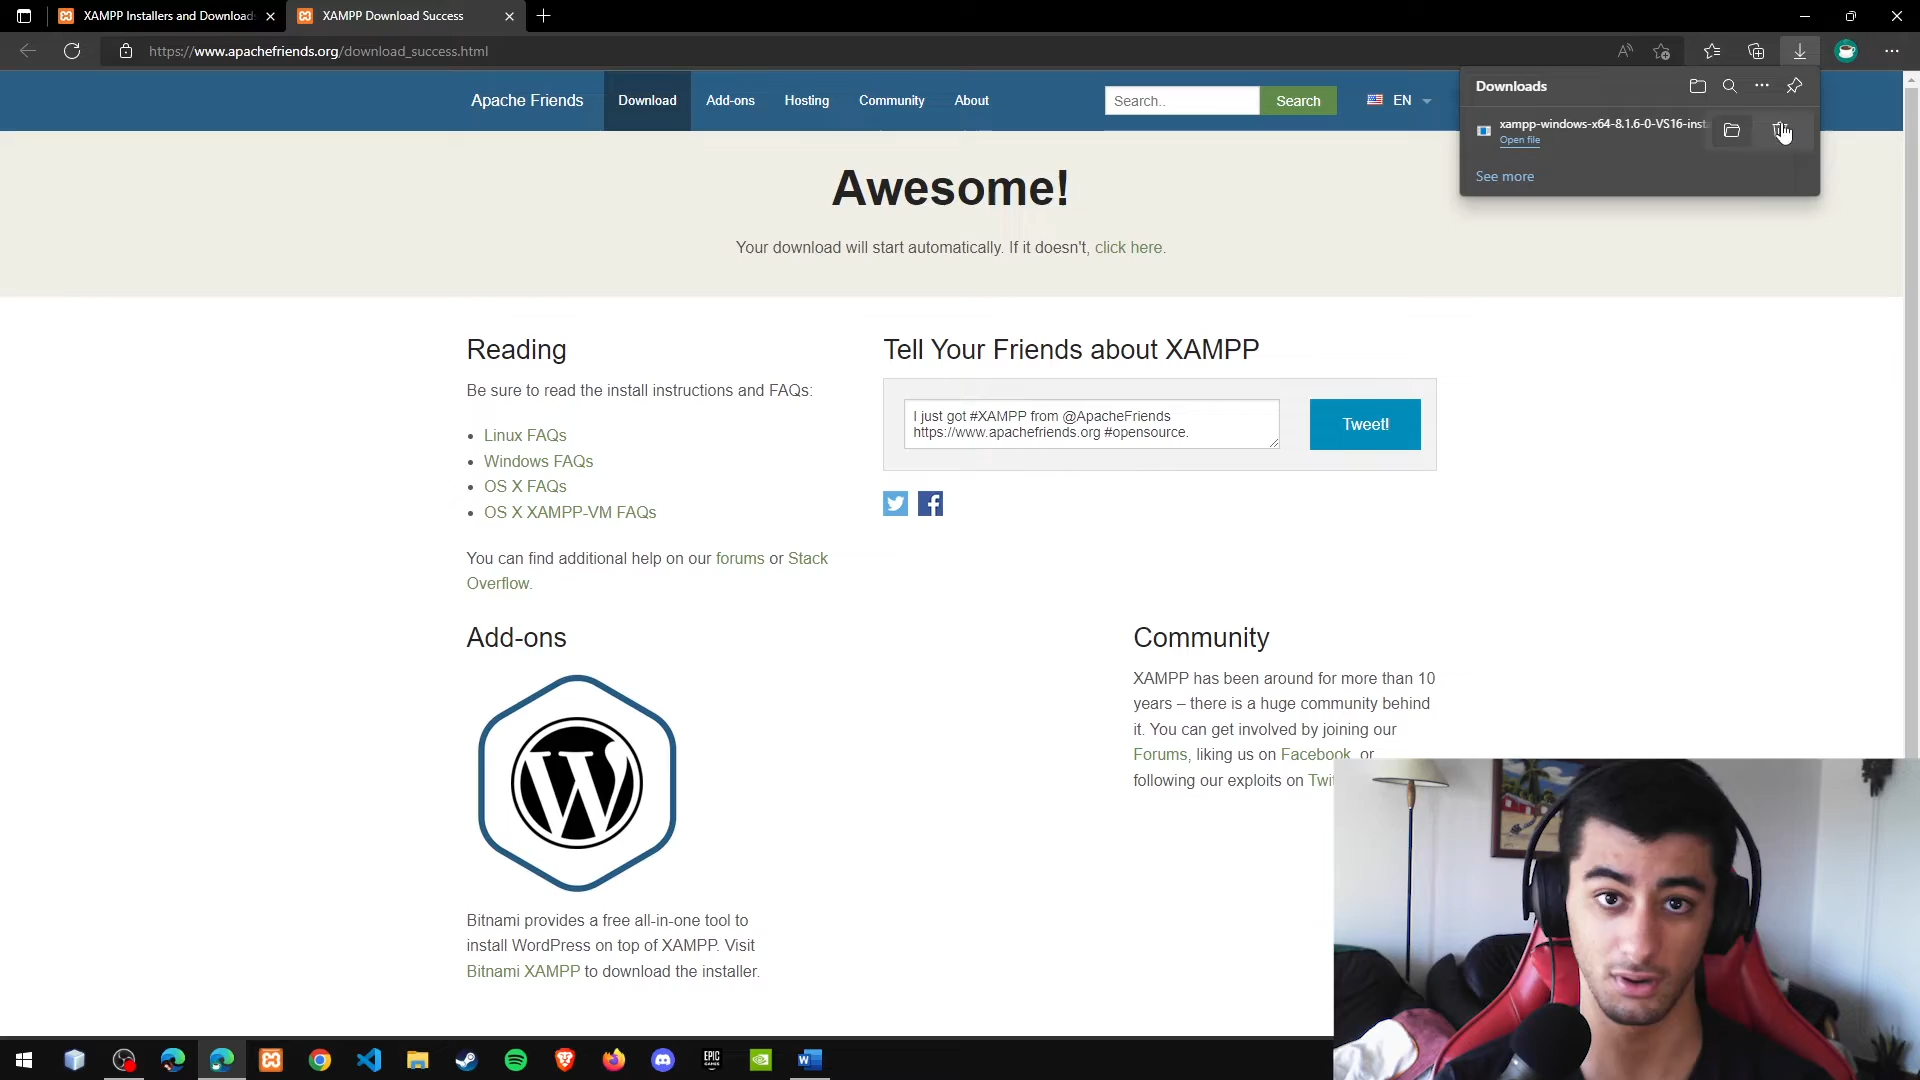 XAMPP Installers and Download
XAMPP Download Success
https://www.apachefriends.org/download_success.html
Apache Friends
Download
Add-ons
Hosting
Community
About
Search..
Search
EN
Downloads
xampp-windows-x64-8.1.6-0-VS16-inst
Open file
See more
Awesome!
Your download will start automatically. If it doesn't, click here.
Reading
Be sure to read the install instructions and FAQs:
Linux FAQs
Windows FAQs
OS X FAQs
OS X XAMPP-VM FAQs
You can find additional help on our forums or Stack
Overflow.
Tell Your Friends about XAMPP
I just got #XAMPP from @ApacheFriends
https://www.apachefriends.org #opensource.
Tweet!
Add-ons
Bitnami provides a free all-in-one tool to
install WordPress on top of XAMPP. Visit
Bitnami XAMPP to download the installer.
Community
XAMPP has been around for more than 10
years – there is a huge community behind
it. You can get involved by joining our
Forums, liking us on Facebook, or
following our exploits on Twit
EPIC
GAMES